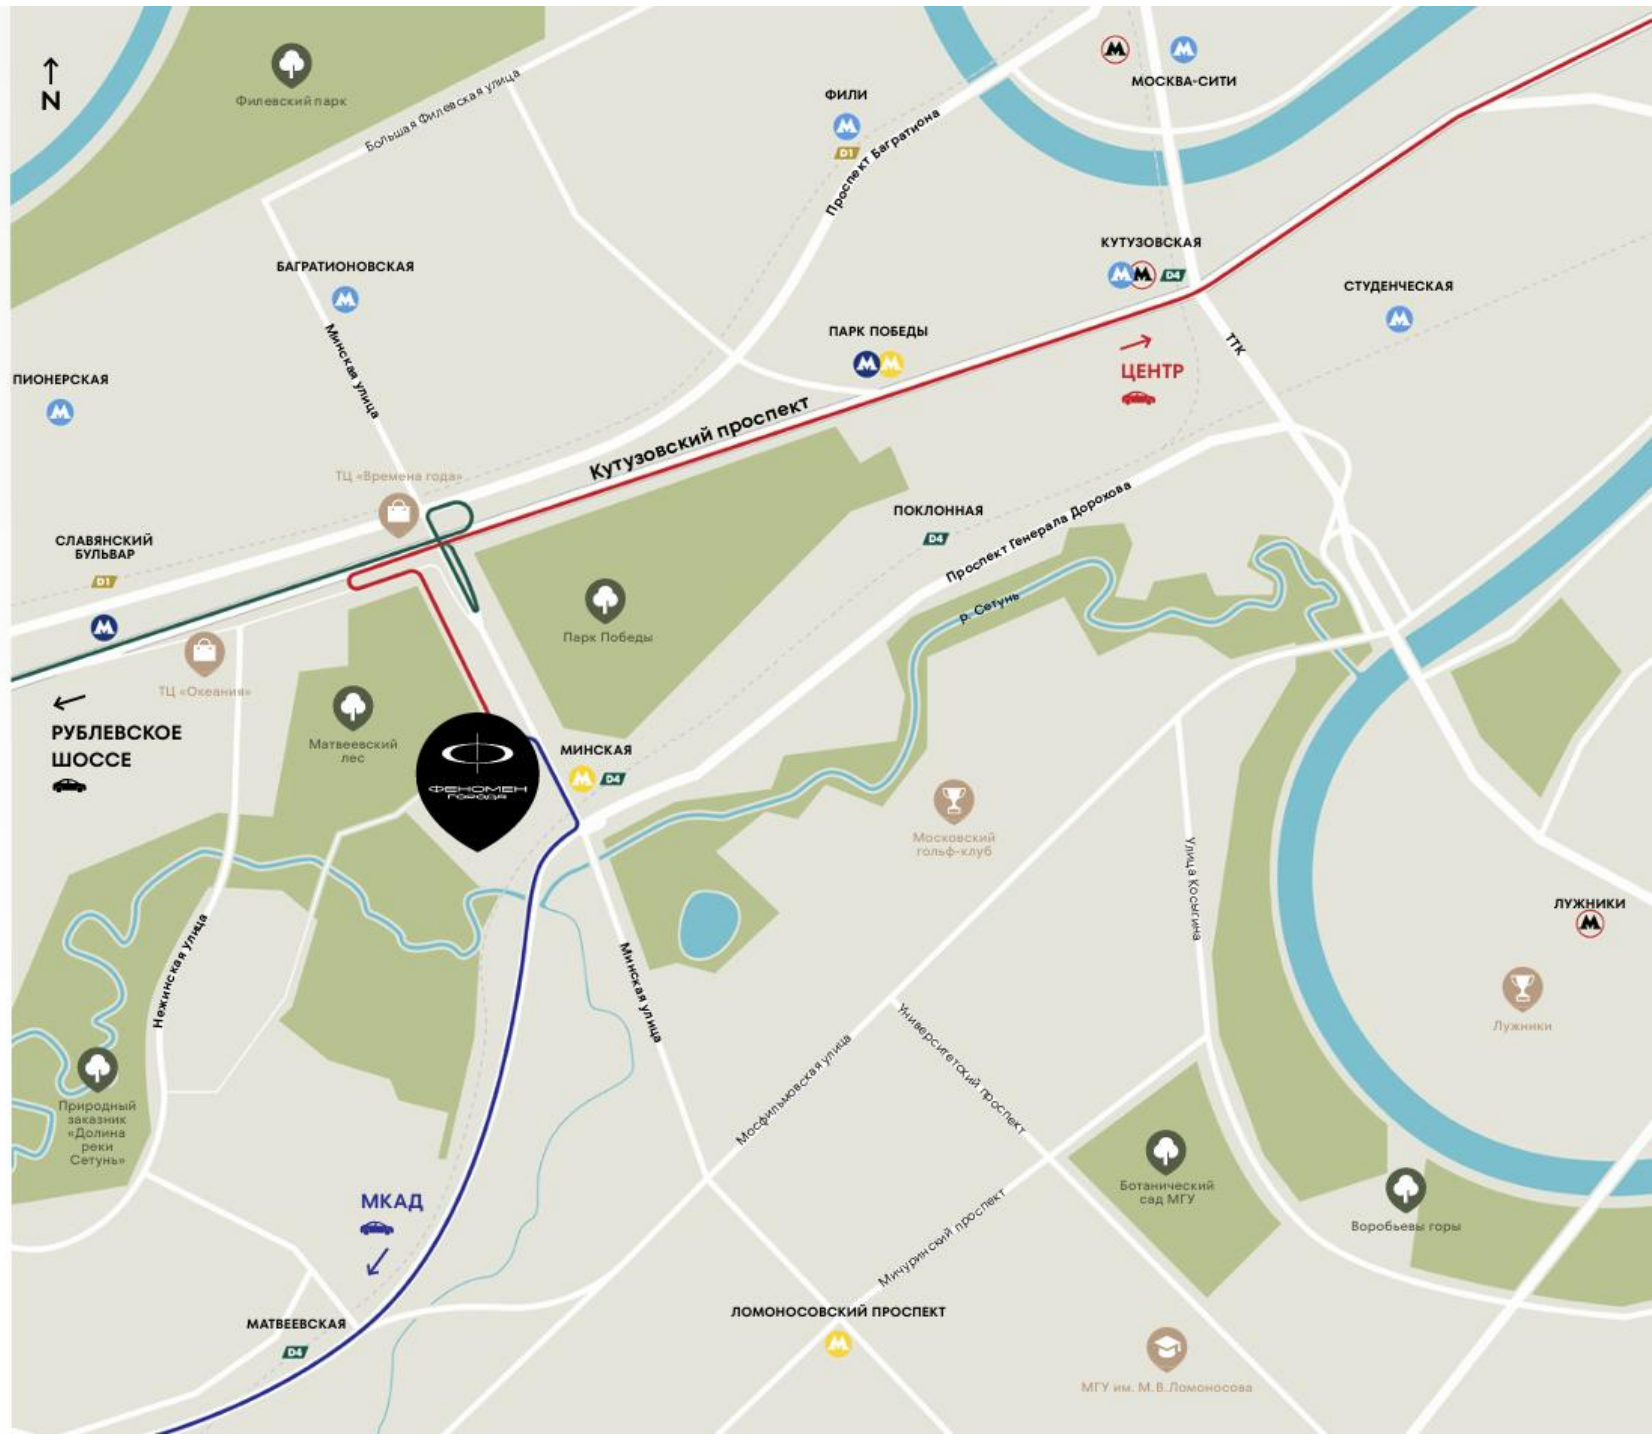 N
Филевский парк
Большая Филевская улица
ФИЛИ
D1
Проспект Багратиона
МОСКВА-СИТИ
КУТУЗОВСКАЯ
D4
СТУДЕНЧЕСКАЯ
БАГРАТИОНОВСКАЯ
Минская улица
ПАРК ПОБЕДЫ
ТТК
ЦЕНТР
ПИОНЕРСКАЯ
Кутузовский проспект
ТЦ «Времена года»
ПОКЛОННАЯ
D4
Проспект Генерала Дорохова
СЛАВЯНСКИЙ
БУЛЬВАР
D1
р. Сетунь
Парк Победы
ТЦ «Океания»
РУБЛЕВСКОЕ
ШОССЕ
Матвеевский
лес
ФЕНОМЕН
ГОРОДА
МИНСКАЯ
D4
Московский
гольф-клуб
Улица Косыгина
ЛУЖНИКИ
Лужники
Нежинская Улица
Минская улица
Университетский проспект
Мосфильмовская улица
Природный
заказник
«Долина
реки
Сетунь»
Ботанический
сад МГУ
Воробьевы горы
МКАД
Мичуринский проспект
МАТВЕЕВСКАЯ
D4
ЛОМОНОСОВСКИЙ ПРОСПЕКТ
МГУ им. М.В.Ломоносова